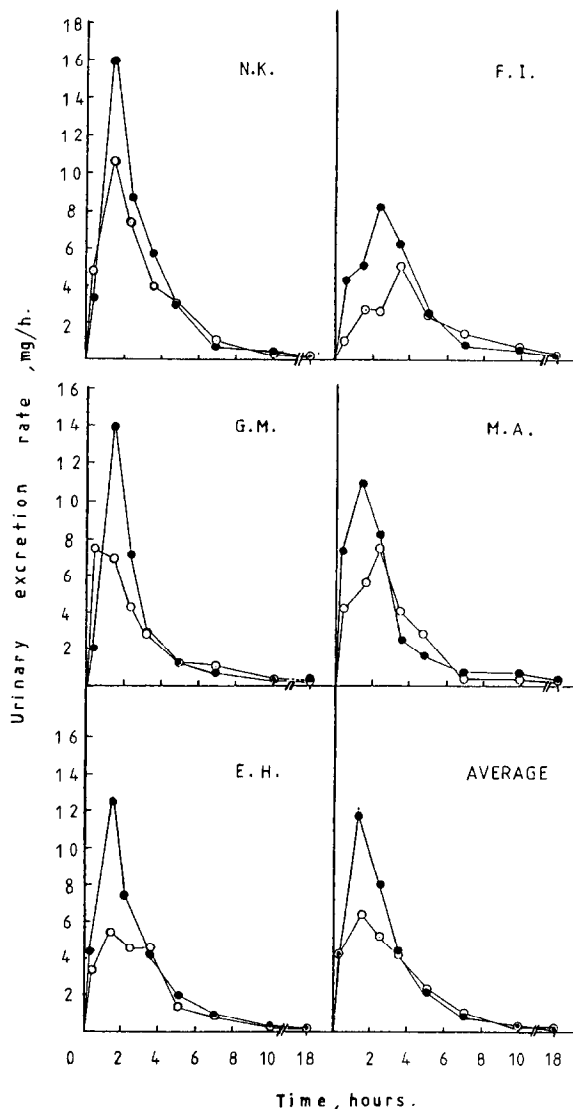 Urinary excretion rate, mg/h.
18
16
14
12
10
8
6
4
2
N.K.
F.I.
16
14
12
10
8
6
4
2
G.M.
M.A.
16
14
12
10
8
6
4
2
E.H.
AVERAGE
0 2 4 6 8 10 18
2 4 6 8 10 18
Time, hours.